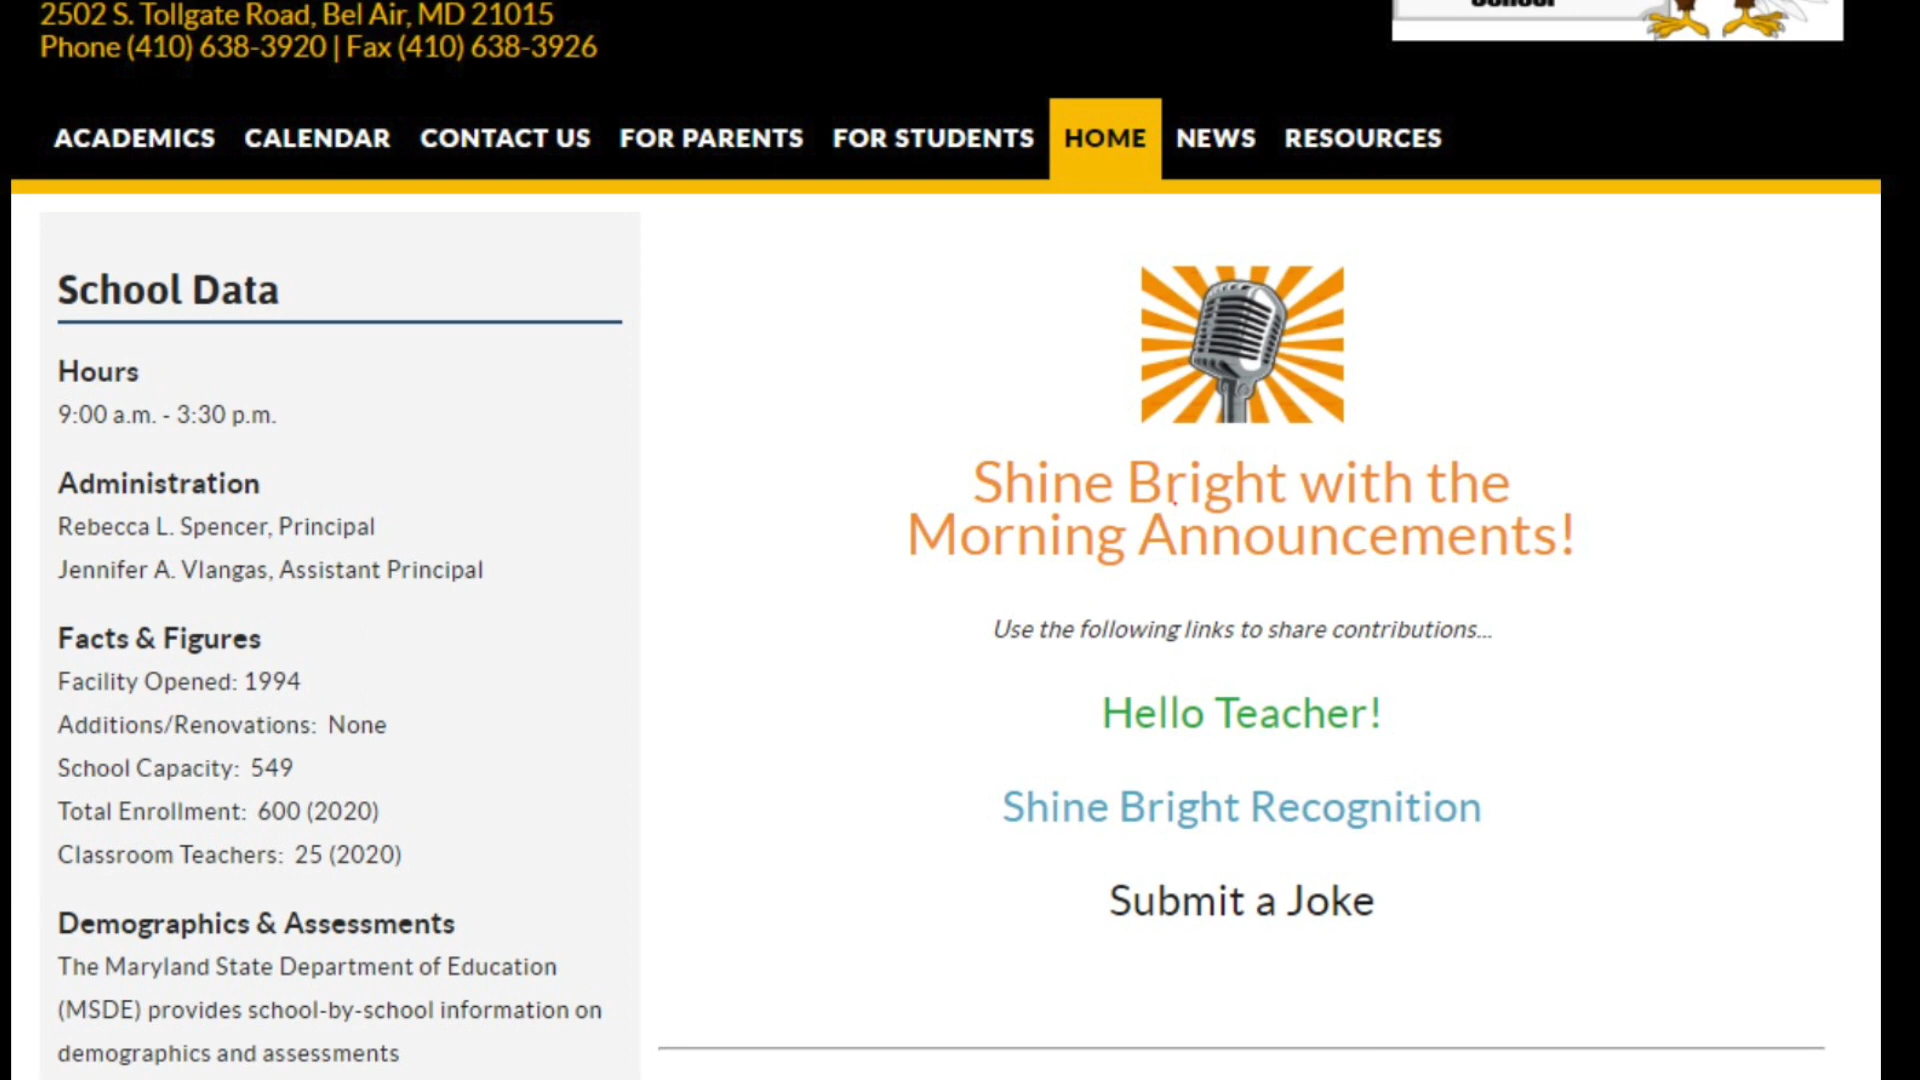 2502 S. Tollgate Road, Bel Air, MD 21015
Phone (410) 638-3920 | Fax (410) 638-3926
ACADEMICS CALENDAR CONTACT US FOR PARENTS FOR STUDENTS HOME NEWS RESOURCES
School Data
Hours
9:00 a.m. - 3:30 p.m.
Administration
Rebecca L. Spencer, Principal
Jennifer A. Vlangas, Assistant Principal
Facts & Figures
Facility Opened: 1994
Additions/Renovations: None
School Capacity: 549
Total Enrollment: 600 (2020)
Classroom Teachers: 25 (2020)
Demographics & Assessments
The Maryland State Department of Education
(MSDE) provides school-by-school information on
demographics and assessments
Shine Bright with the
Morning Announcements!
Use the following links to share contributions...
Hello Teacher!
Shine Bright Recognition
Submit a Joke